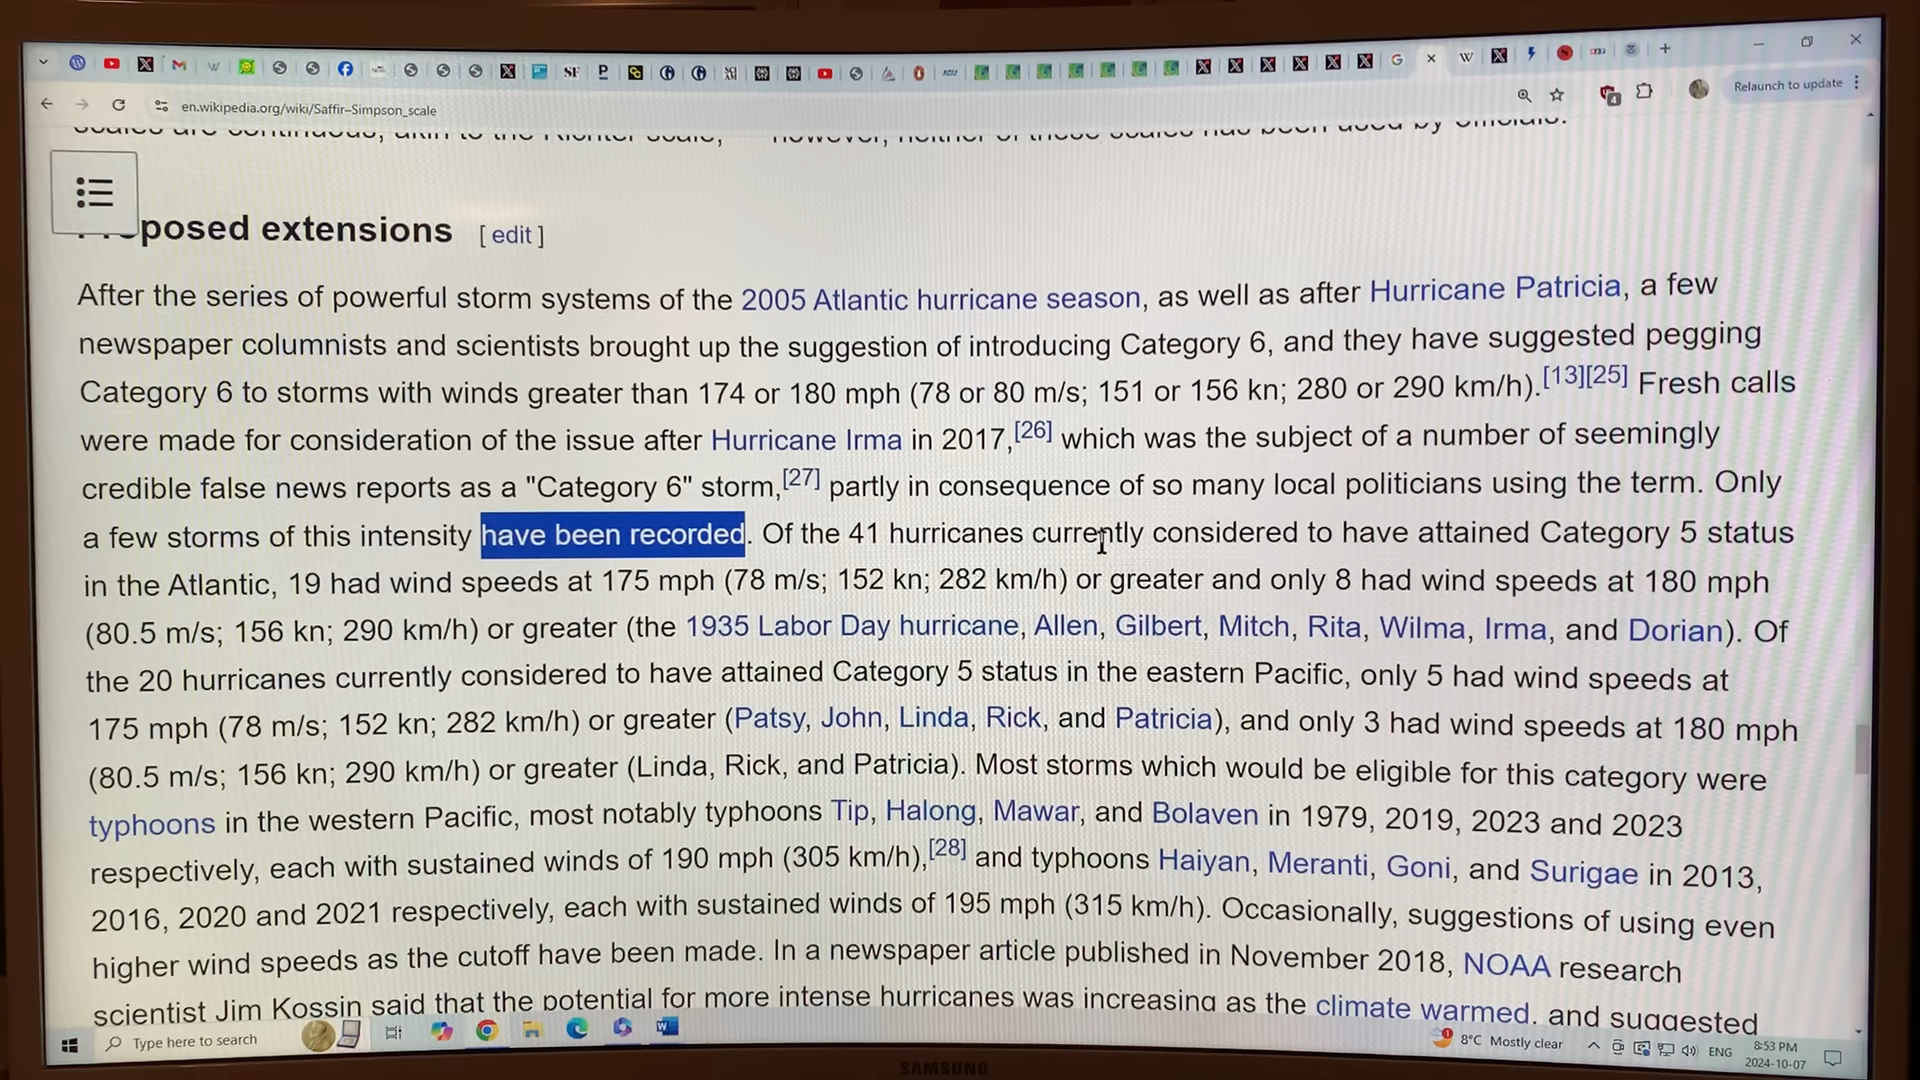 Relaunch to update
en.wikipedia.org/wiki/Saffir–Simpson_scale
scales are continuous, akin to the Richter scale,
However, neither of these scales has been used by officials.
posed extensions [ edit ]
After the series of powerful storm systems of the 2005 Atlantic hurricane season, as well as after Hurricane Patricia, a few
newspaper columnists and scientists brought up the suggestion of introducing Category 6, and they have suggested pegging
Category 6 to storms with winds greater than 174 or 180 mph (78 or 80 m/s; 151 or 156 kn; 280 or 290 km/h).[13][25] Fresh calls
were made for consideration of the issue after Hurricane Irma in 2017,[26] which was the subject of a number of seemingly
credible false news reports as a "Category 6" storm,[27] partly in consequence of so many local politicians using the term. Only
a few storms of this intensity have been recorded. Of the 41 hurricanes currently considered to have attained Category 5 status
in the Atlantic, 19 had wind speeds at 175 mph (78 m/s; 152 kn; 282 km/h) or greater and only 8 had wind speeds at 180 mph
(80.5 m/s; 156 kn; 290 km/h) or greater (the 1935 Labor Day hurricane, Allen, Gilbert, Mitch, Rita, Wilma, Irma, and Dorian). Of
the 20 hurricanes currently considered to have attained Category 5 status in the eastern Pacific, only 5 had wind speeds at
175 mph (78 m/s; 152 kn; 282 km/h) or greater (Patsy, John, Linda, Rick, and Patricia), and only 3 had wind speeds at 180 mph
(80.5 m/s; 156 kn; 290 km/h) or greater (Linda, Rick, and Patricia). Most storms which would be eligible for this category were
typhoons in the western Pacific, most notably typhoons Tip, Halong, Mawar, and Bolaven in 1979, 2019, 2023 and 2023
respectively, each with sustained winds of 190 mph (305 km/h),[28] and typhoons Haiyan, Meranti, Goni, and Surigae in 2013,
2016, 2020 and 2021 respectively, each with sustained winds of 195 mph (315 km/h). Occasionally, suggestions of using even
higher wind speeds as the cutoff have been made. In a newspaper article published in November 2018, NOAA research
scientist Jim Kossin said that the potential for more intense hurricanes was increasing as the climate warmed, and suggested
Type here to search
8°C Mostly clear
ENG
8:53 PM
2024-10-07
SAMSUNG